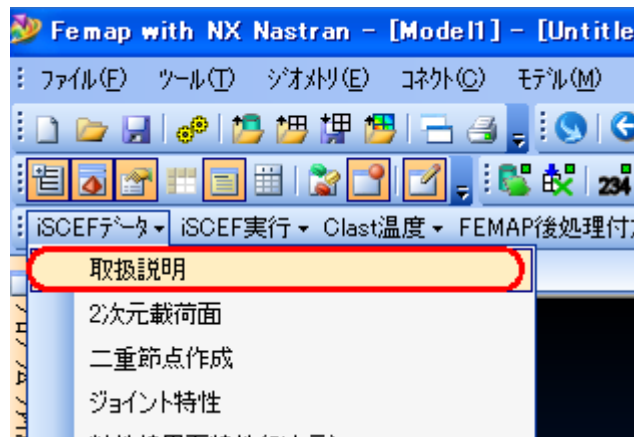 Femap with NX Nastran - [Model1] - [Untitle
ﾌｧｲﾙ(F) ﾂｰﾙ(T) ｼﾞｵﾒﾄﾘ(E) ｺﾈｸﾄ(C) ﾓﾃﾞﾙ(M)
234
iSCEFﾃﾞｰﾀ iSCEF実行 Clast温度 FEMAP後処理付
取扱説明
2次元載荷面
二重節点作成
ジョイント特性